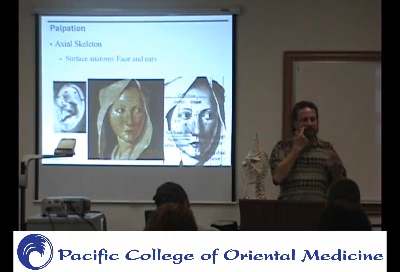 Palpation
• Axial Skeleton
• Surface anatomy Face and ears
Pacific College of Oriental Medicine